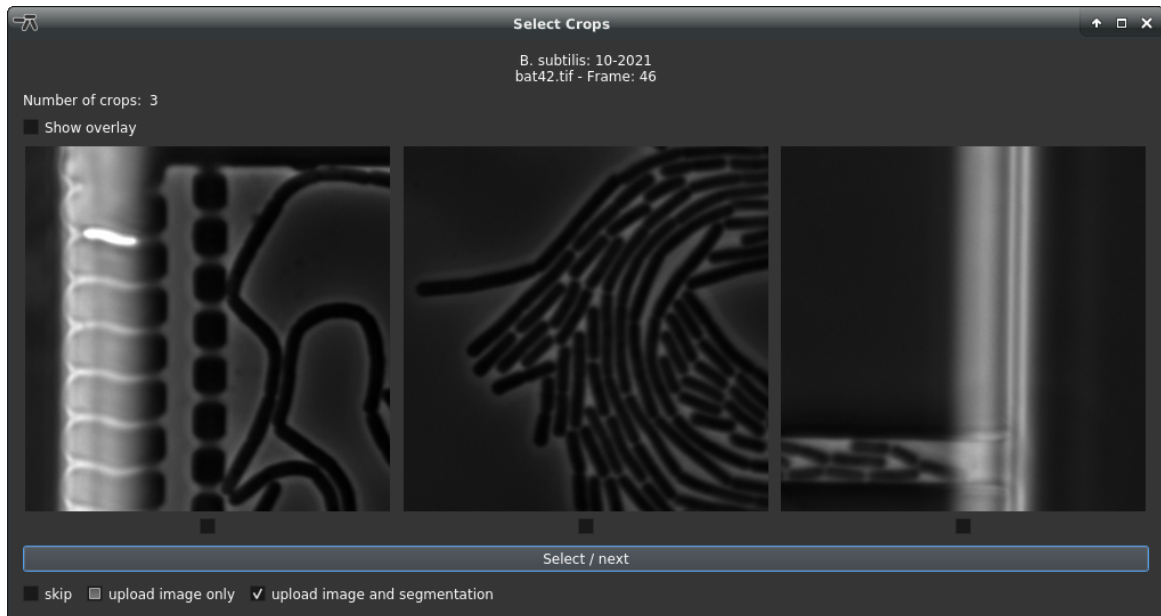 Select Crops
B. subtilis: 10-2021
bat42.tif - Frame: 46
Number of crops: 3
Show overlay
Select / next
skip upload image only upload image and segmentation